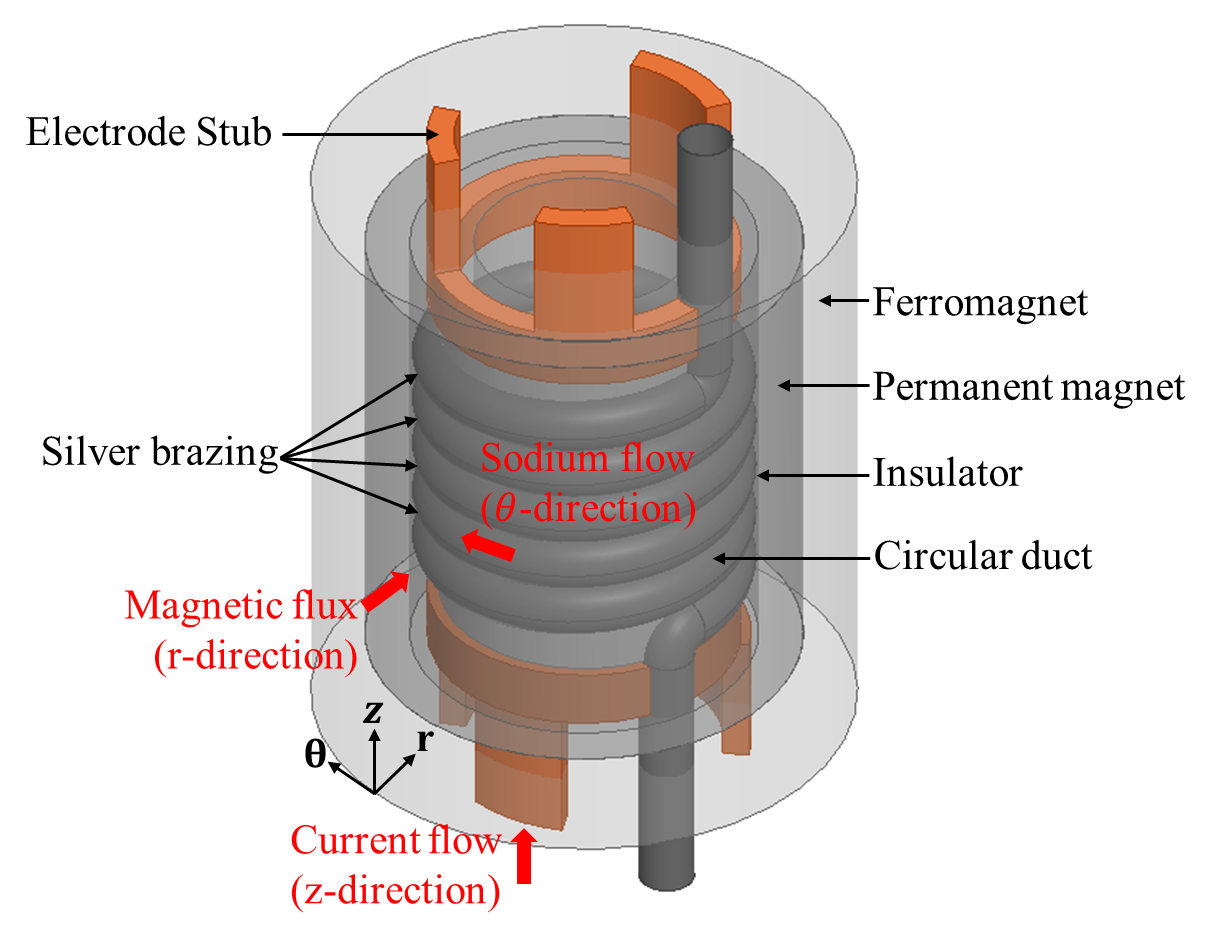 Electrode Stub
Ferromagnet
Permanent magnet
Silver brazing
Sodium flow
(θ-direction)
Insulator
Circular duct
Magnetic flux
(r-direction)
z
r
θ
Current flow
(z-direction)